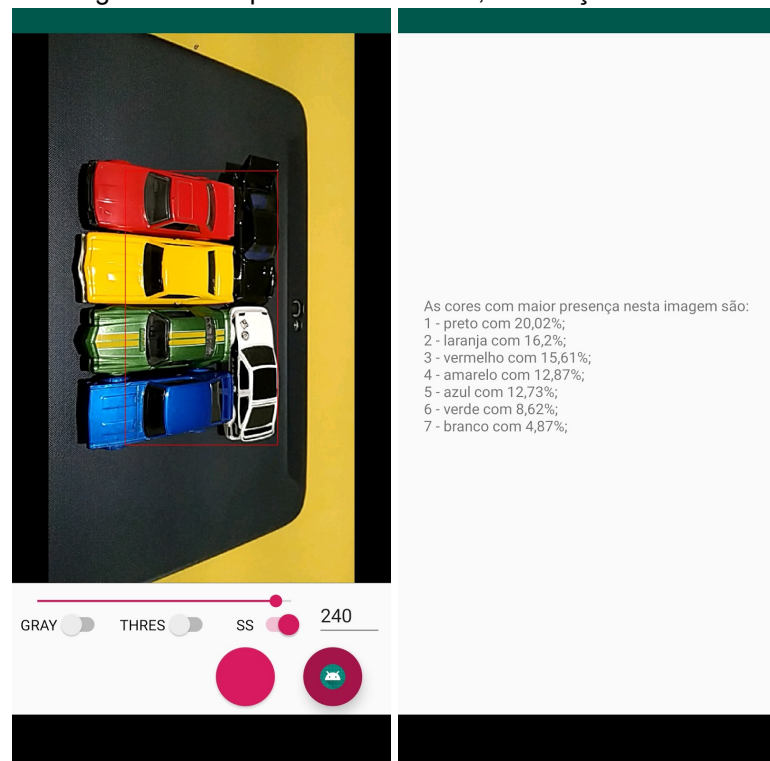 GRAY
THRES
SS
240
As cores com maior presença nesta imagem são:
1 - preto com 20,02%;
2 - laranja com 16,2%;
3 - vermelho com 15,61%;
4 - amarelo com 12,87%;
5 - azul com 12,73%;
6 - verde com 8,62%;
7 - branco com 4,87%;